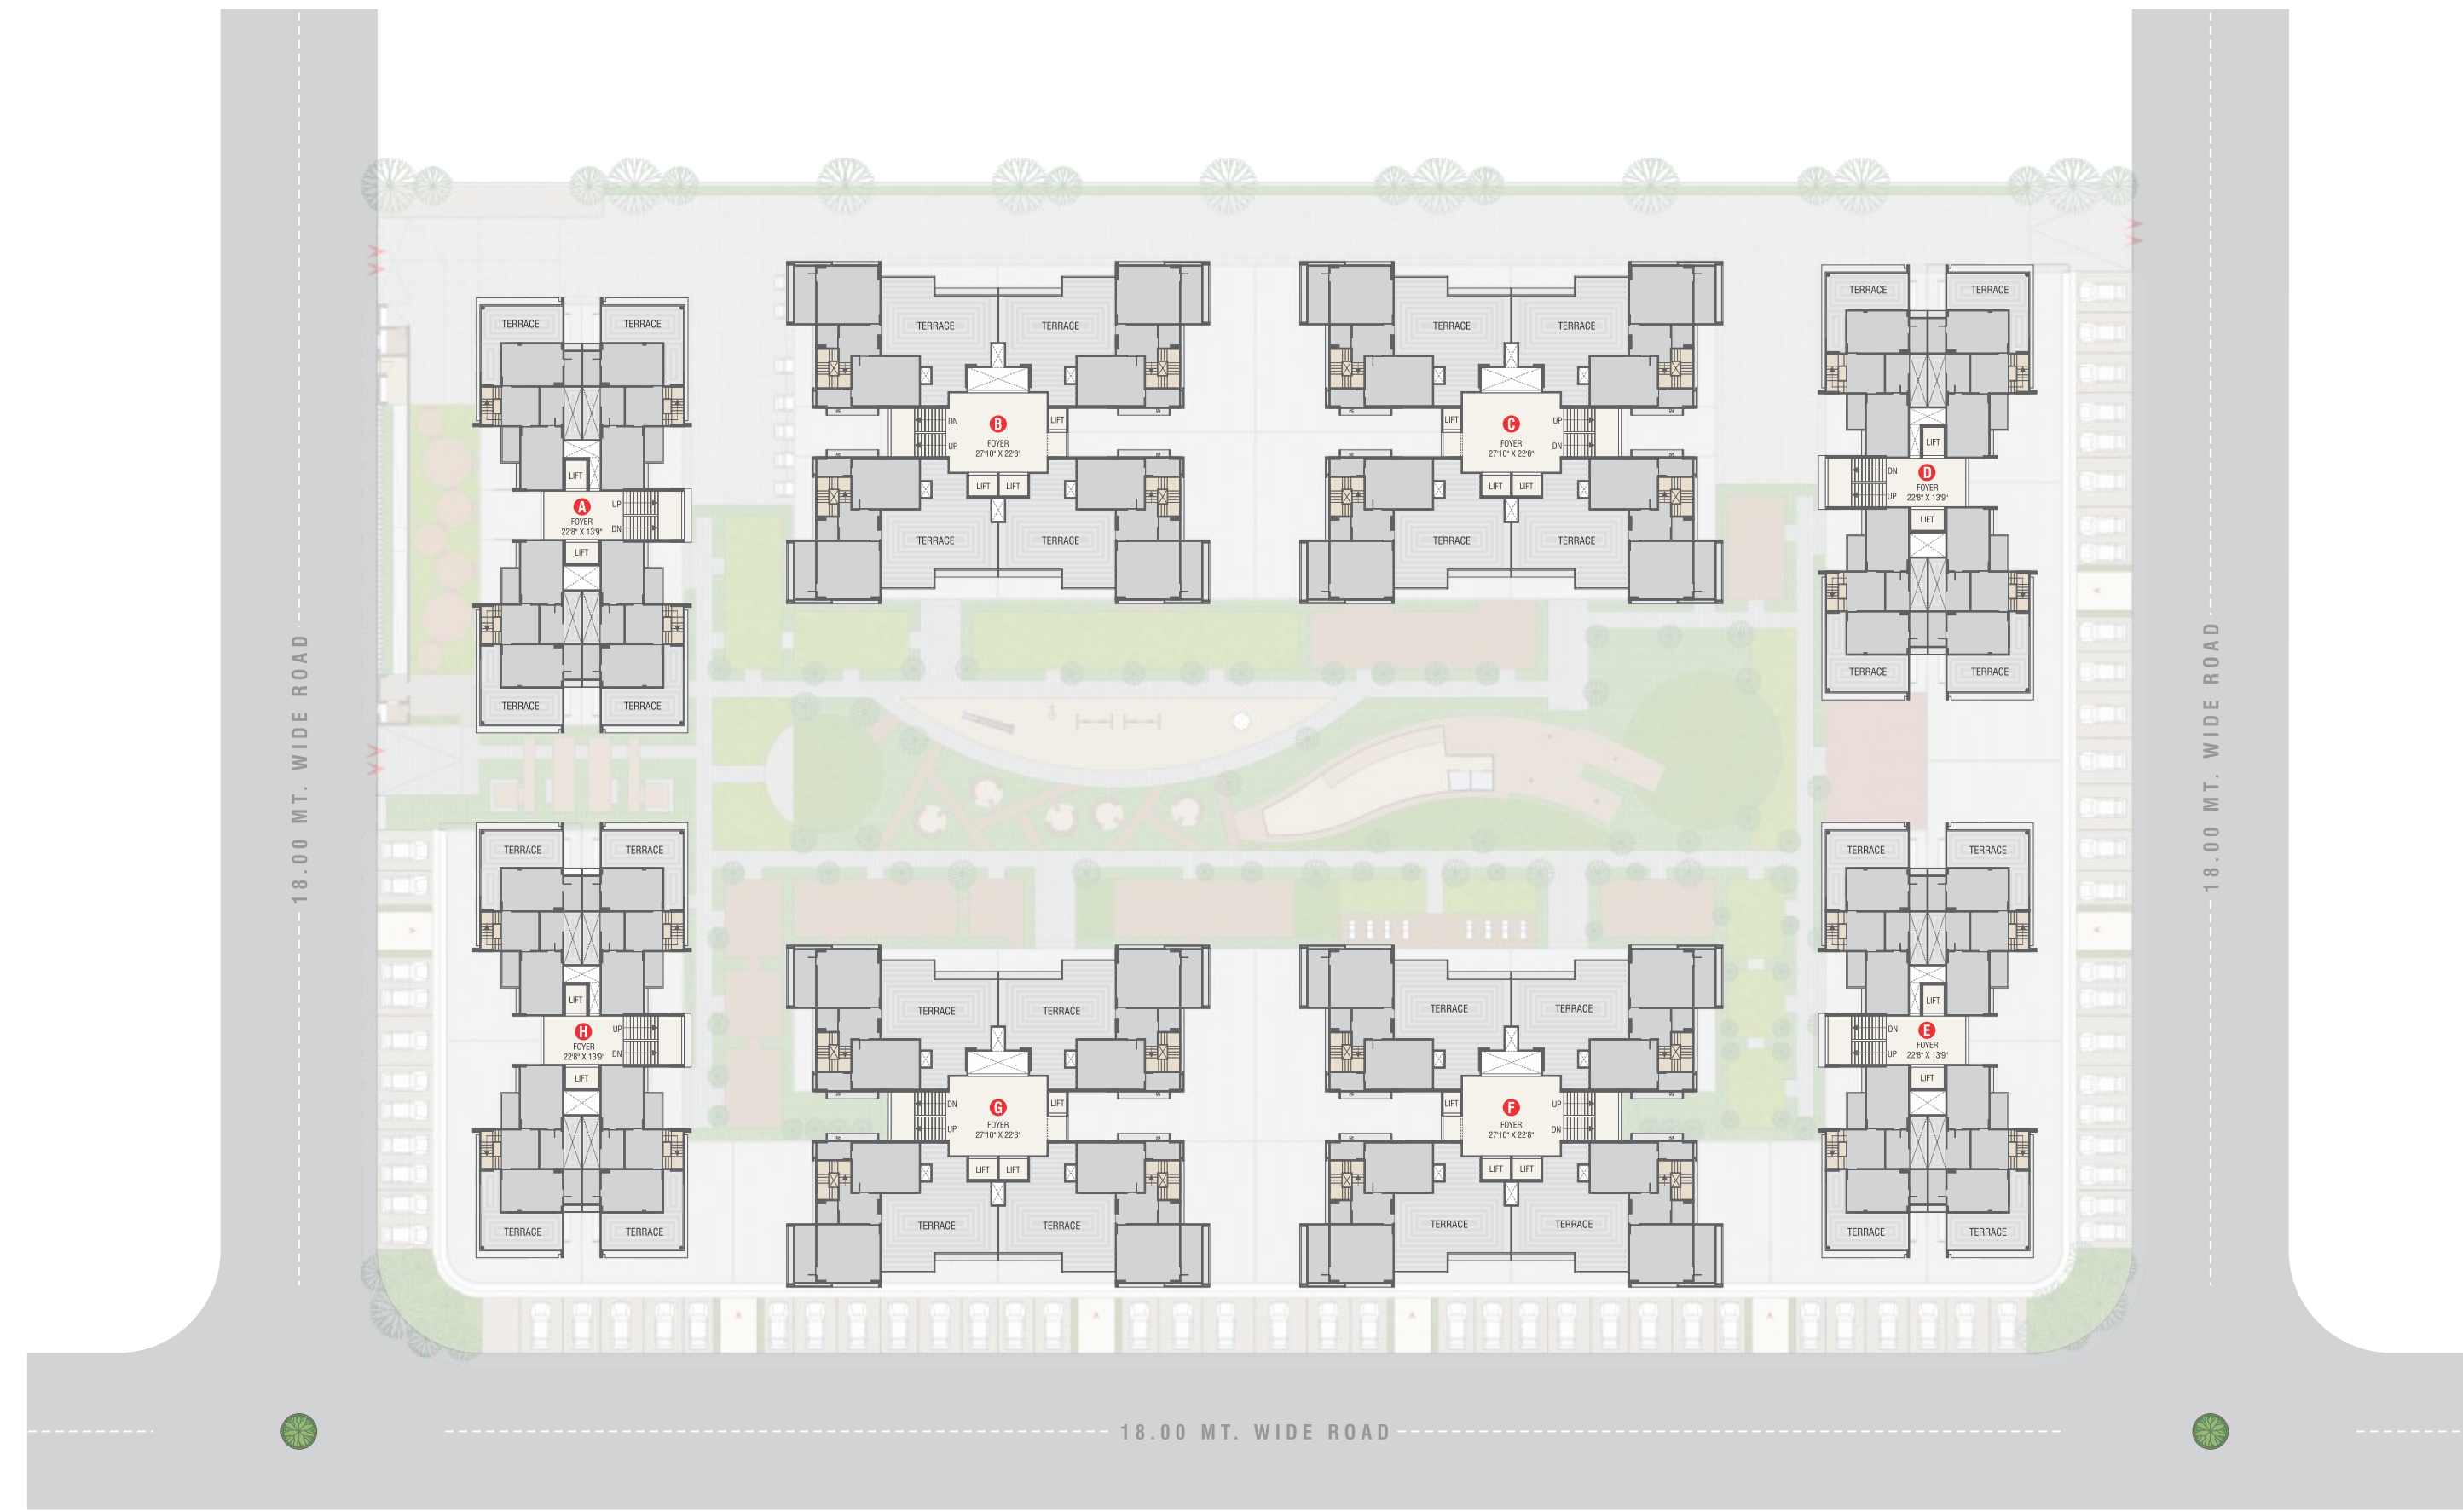 TERRACE
TERRACE
LIFT
A
FOYER
22'8" X 13'9"
UP
DN
LIFT
TERRACE
TERRACE
TERRACE
TERRACE
DN
UP
B
FOYER
27'10" X 22'8"
LIFT
LIFT
LIFT
TERRACE
TERRACE
TERRACE
TERRACE
LIFT
C
FOYER
27'10" X 22'8"
UP
DN
LIFT
LIFT
TERRACE
TERRACE
TERRACE
TERRACE
LIFT
DN
UP
D
FOYER
22'8" X 13'9"
LIFT
TERRACE
TERRACE
18.00 MT. WIDE ROAD
18.00 MT. WIDE ROAD
TERRACE
TERRACE
LIFT
H
FOYER
22'8" X 13'9"
UP
DN
LIFT
TERRACE
TERRACE
TERRACE
TERRACE
DN
UP
G
FOYER
27'10" X 22'8"
LIFT
LIFT
LIFT
TERRACE
TERRACE
TERRACE
TERRACE
LIFT
F
FOYER
27'10" X 22'8"
UP
DN
LIFT
LIFT
TERRACE
TERRACE
TERRACE
TERRACE
LIFT
DN
UP
E
FOYER
22'8" X 13'9"
LIFT
TERRACE
TERRACE
18.00 MT. WIDE ROAD